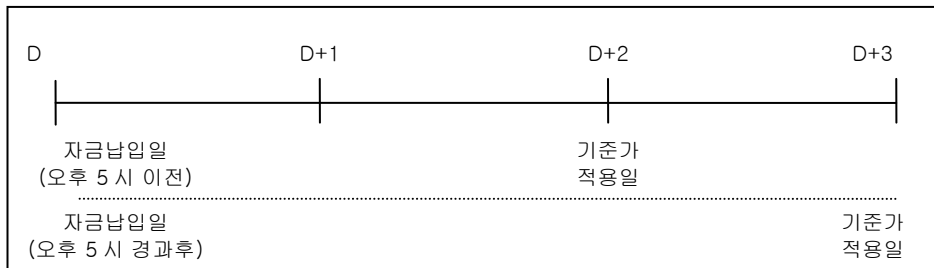 D D+1 D+2 D+3
자금납입일 기준가
(오후 5시 이전) 적용일
자금납입일 기준가
(오후 5시 경과후) 적용일